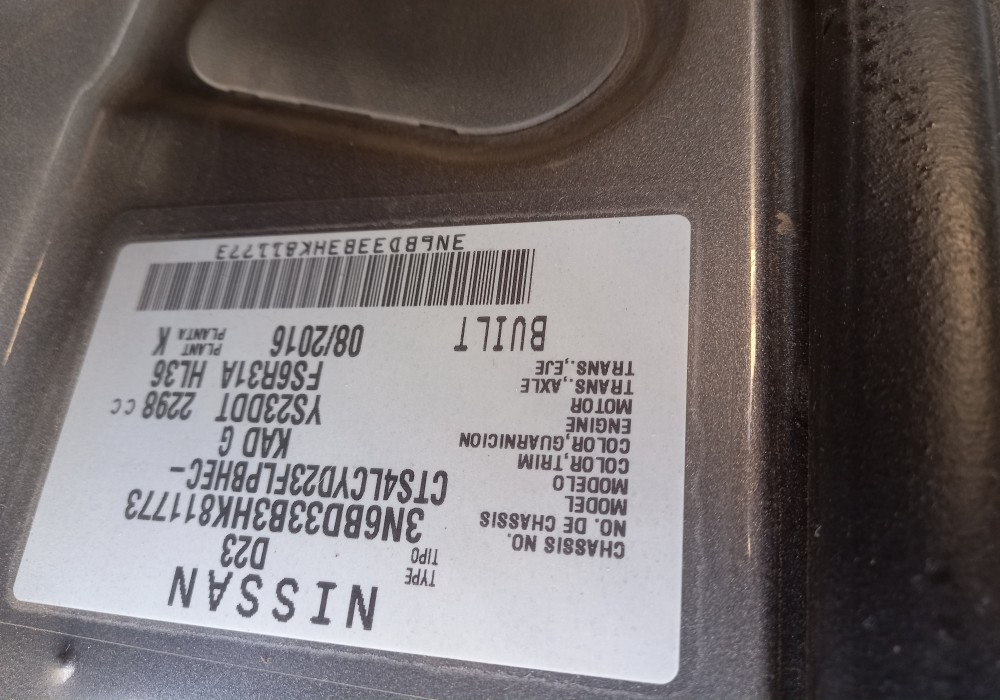 NISSAN
TYPE
TIPO D23
CHASSIS NO.
NO. DE CHASSIS 3N6BD33B3HK811773
MODEL
MODELO CTS4LCYD23FLPBHEC-
COLOR,TRIM
COLOR,GUARNICION KAD G
ENGINE
MOTOR YS23DDT 2298 CC
TRANS.,AXLE
TRANS.,EJE FS6R31A HL36
BUILT 08/2016 PLANT
PLANTA K
3N6BD33B3HK811773